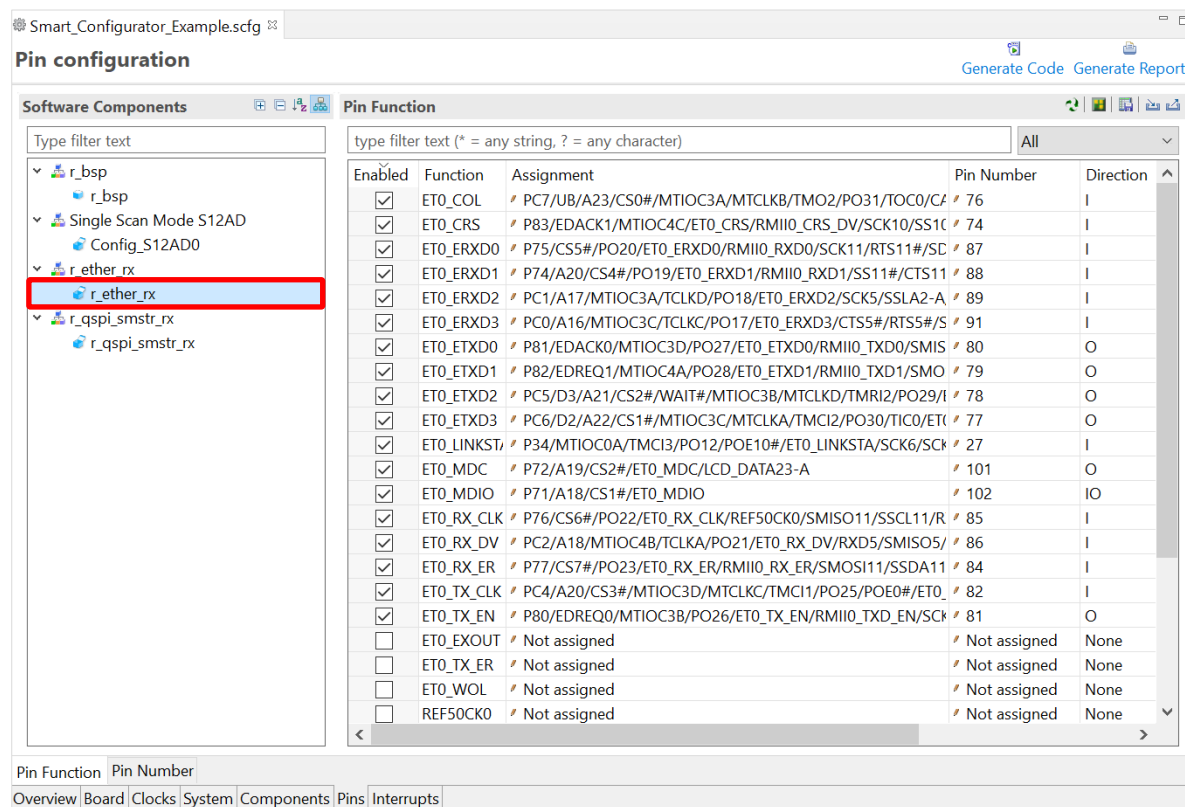 Smart_Configurator_Example.scfg
Pin configuration
Generate Code Generate Report
Software Components
Type filter text
r_bsp
r_bsp
Single Scan Mode S12AD
Config_S12AD0
r_ether_rx
r_ether_rx
r_qspi_smstr_rx
r_qspi_smstr_rx
Pin Function
type filter text (* = any string, ? = any character) All
Enabled Function Assignment Pin Number Direction
ET0_COL PC7/UB/A23/CS0#/MTIOC3A/MTCLKB/TMO2/PO31/TOC0/CA 76 I
ET0_CRS P83/EDACK1/MTIOC4C/ET0_CRS/RMII0_CRS_DV/SCK10/SS1( 74 I
ET0_ERXD0 P75/CS5#/PO20/ET0_ERXD0/RMII0_RXD0/SCK11/RTS11#/SD 87 I
ET0_ERXD1 P74/A20/CS4#/PO19/ET0_ERXD1/RMII0_RXD1/SS11#/CTS11 88 I
ET0_ERXD2 PC1/A17/MTIOC3A/TCLKD/PO18/ET0_ERXD2/SCK5/SSLA2-A, 89 I
ET0_ERXD3 PC0/A16/MTIOC3C/TCLKC/PO17/ET0_ERXD3/CTS5#/RTS5#/S 91 I
ET0_ETXD0 P81/EDACK0/MTIOC3D/PO27/ET0_ETXD0/RMII0_TXD0/SMIS 80 O
ET0_ETXD1 P82/EDREQ1/MTIOC4A/PO28/ET0_ETXD1/RMII0_TXD1/SMO 79 O
ET0_ETXD2 PC5/D3/A21/CS2#/WAIT#/MTIOC3B/MTCLKD/TMRI2/PO29/ 78 O
ET0_ETXD3 PC6/D2/A22/CS1#/MTIOC3C/MTCLKA/TMCI2/PO30/TIC0/ET( 77 O
ET0_LINKST PB34/MTIOC0A/TMCI3/PO12/POE10#/ET0_LINKSTA/SCK6/SCK 27 I
ET0_MDC P72/A19/CS2#/ET0_MDC/LCD_DATA23-A 101 O
ET0_MDIO P71/A18/CS1#/ET0_MDIO 102 IO
ET0_RX_CLK P76/CS6#/PO22/ET0_RX_CLK/REF50CK0/SMISO11/SSCL11/R 85 I
ET0_RX_DV PC2/A18/MTIOC4B/TCLKA/PO21/ET0_RX_DV/RXD5/SMISO5/ 86 I
ET0_RX_ER P77/CS7#/PO23/ET0_RX_ER/RMII0_RX_ER/SMOSI11/SSDA11 84 I
ET0_TX_CLK PC4/A20/CS3#/MTIOC3D/MTCLKC/TMCI1/PO25/POE0#/ET0_ 82 I
ET0_TX_EN P80/EDREQ0/MTIOC3B/PO26/ET0_TX_EN/RMII0_TXD_EN/SCK 81 O
ET0_EXOUT Not assigned Not assigned None
ET0_TX_ER Not assigned Not assigned None
ET0_WOL Not assigned Not assigned None
REF50CK0 Not assigned Not assigned None
Pin Function Pin Number
Overview Board Clocks System Components Pins Interrupts